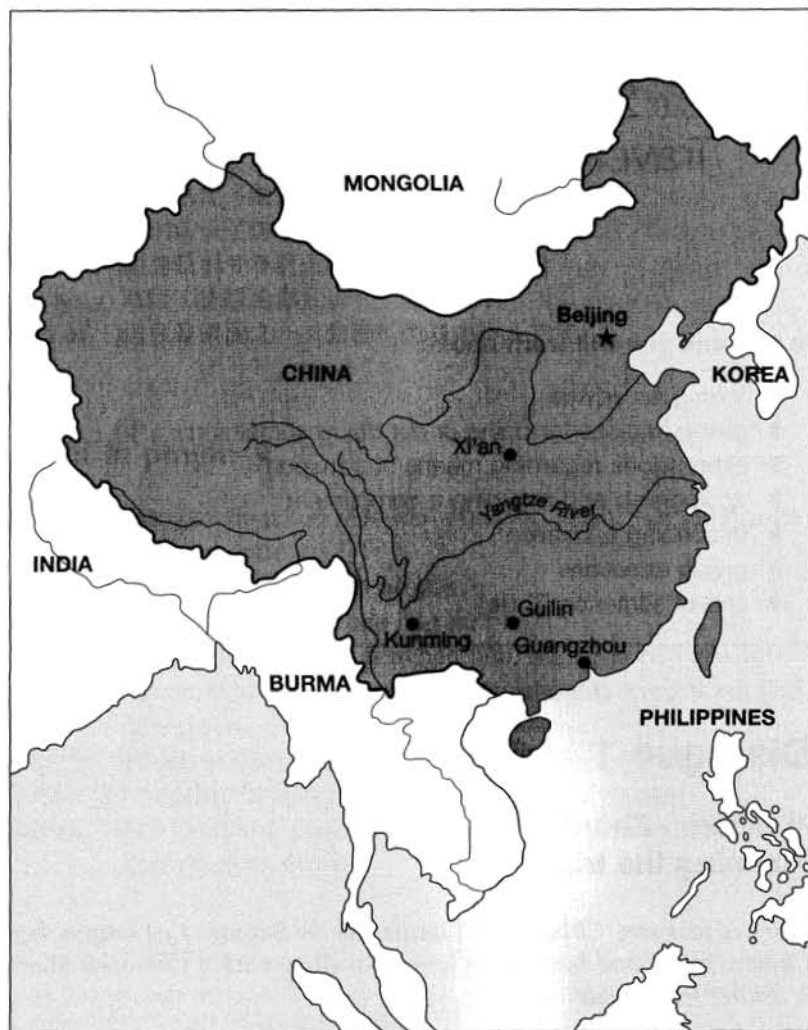 MONGOLIA
Beijing
CHINA
KOREA
Xi'an
Yangtze River
INDIA
Guilin
Kunming
Guangzhou
BURMA
PHILIPPINES